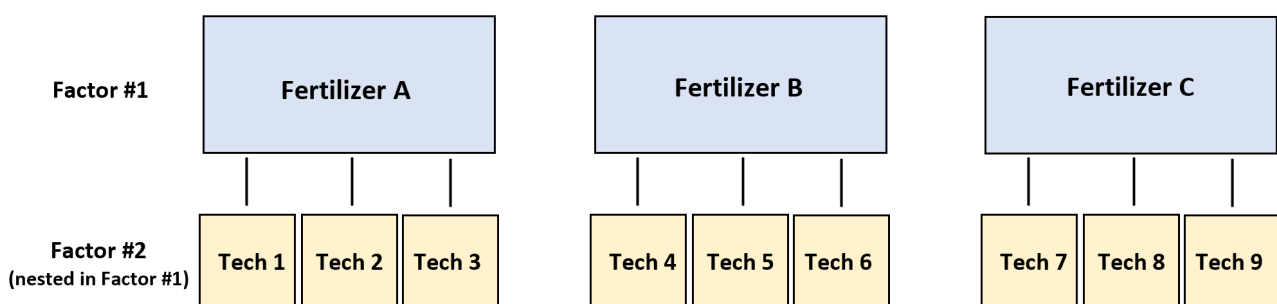 Factor #1
Fertilizer A
Fertilizer B
Fertilizer C
Factor #2
(nested in Factor #1)
Tech 1
Tech 2
Tech 3
Tech 4
Tech 5
Tech 6
Tech 7
Tech 8
Tech 9